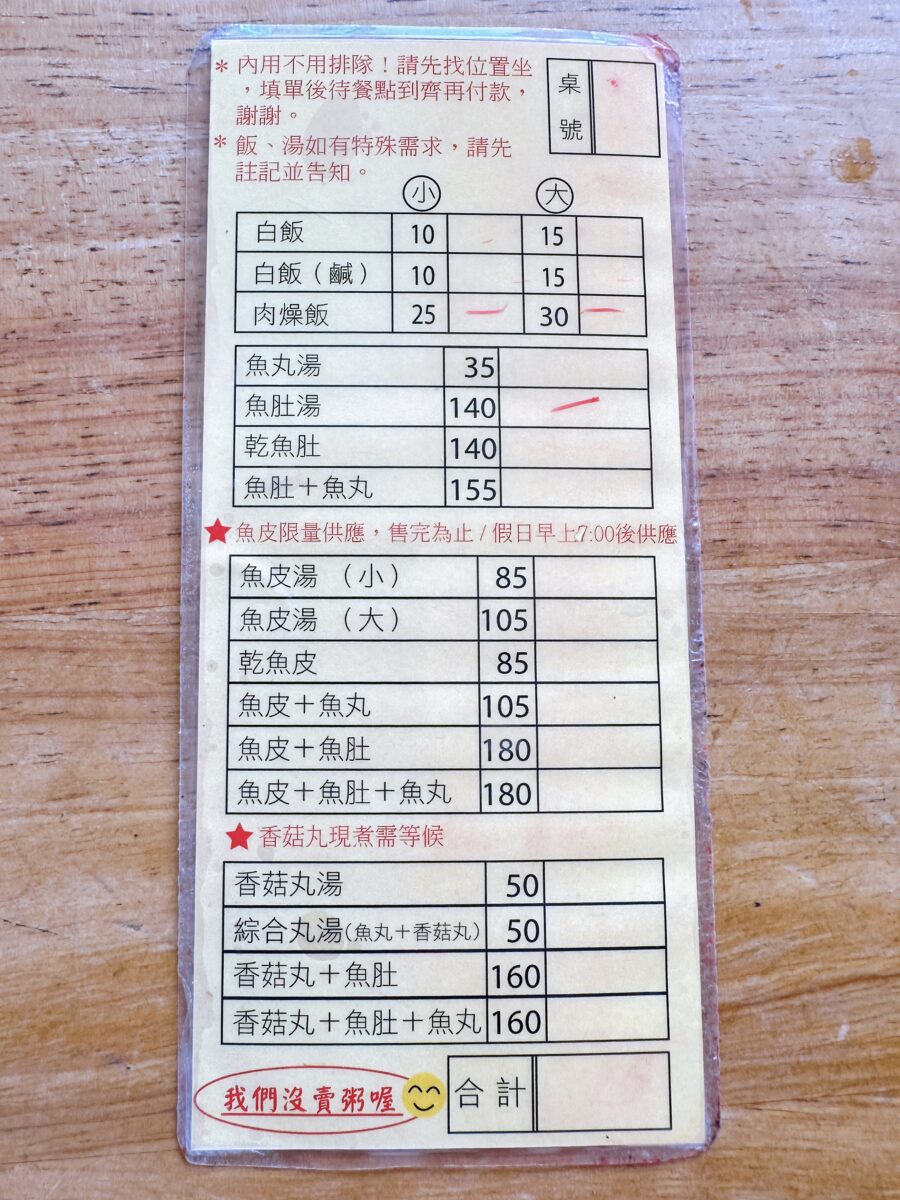 * 內用不用排隊！請先找位置坐
，填單後待餐點到齊再付款，
謝謝。
* 飯、湯如有特殊需求，請先
註記並告知。
桌號
小 大
白飯 10 15
白飯（鹹） 10 15
肉燥飯 25 30
魚丸湯 35
魚肚湯 140
乾魚肚 140
魚肚＋魚丸 155
★ 魚皮限量供應，售完為止 / 假日早上7:00後供應
魚皮湯 （小） 85
魚皮湯 （大） 105
乾魚皮 85
魚皮＋魚丸 105
魚皮＋魚肚 180
魚皮＋魚肚＋魚丸 180
★ 香菇丸現煮需等候
香菇丸湯 50
綜合丸湯(魚丸＋香菇丸) 50
香菇丸＋魚肚 160
香菇丸＋魚肚＋魚丸 160
我們沒賣粥喔 合計